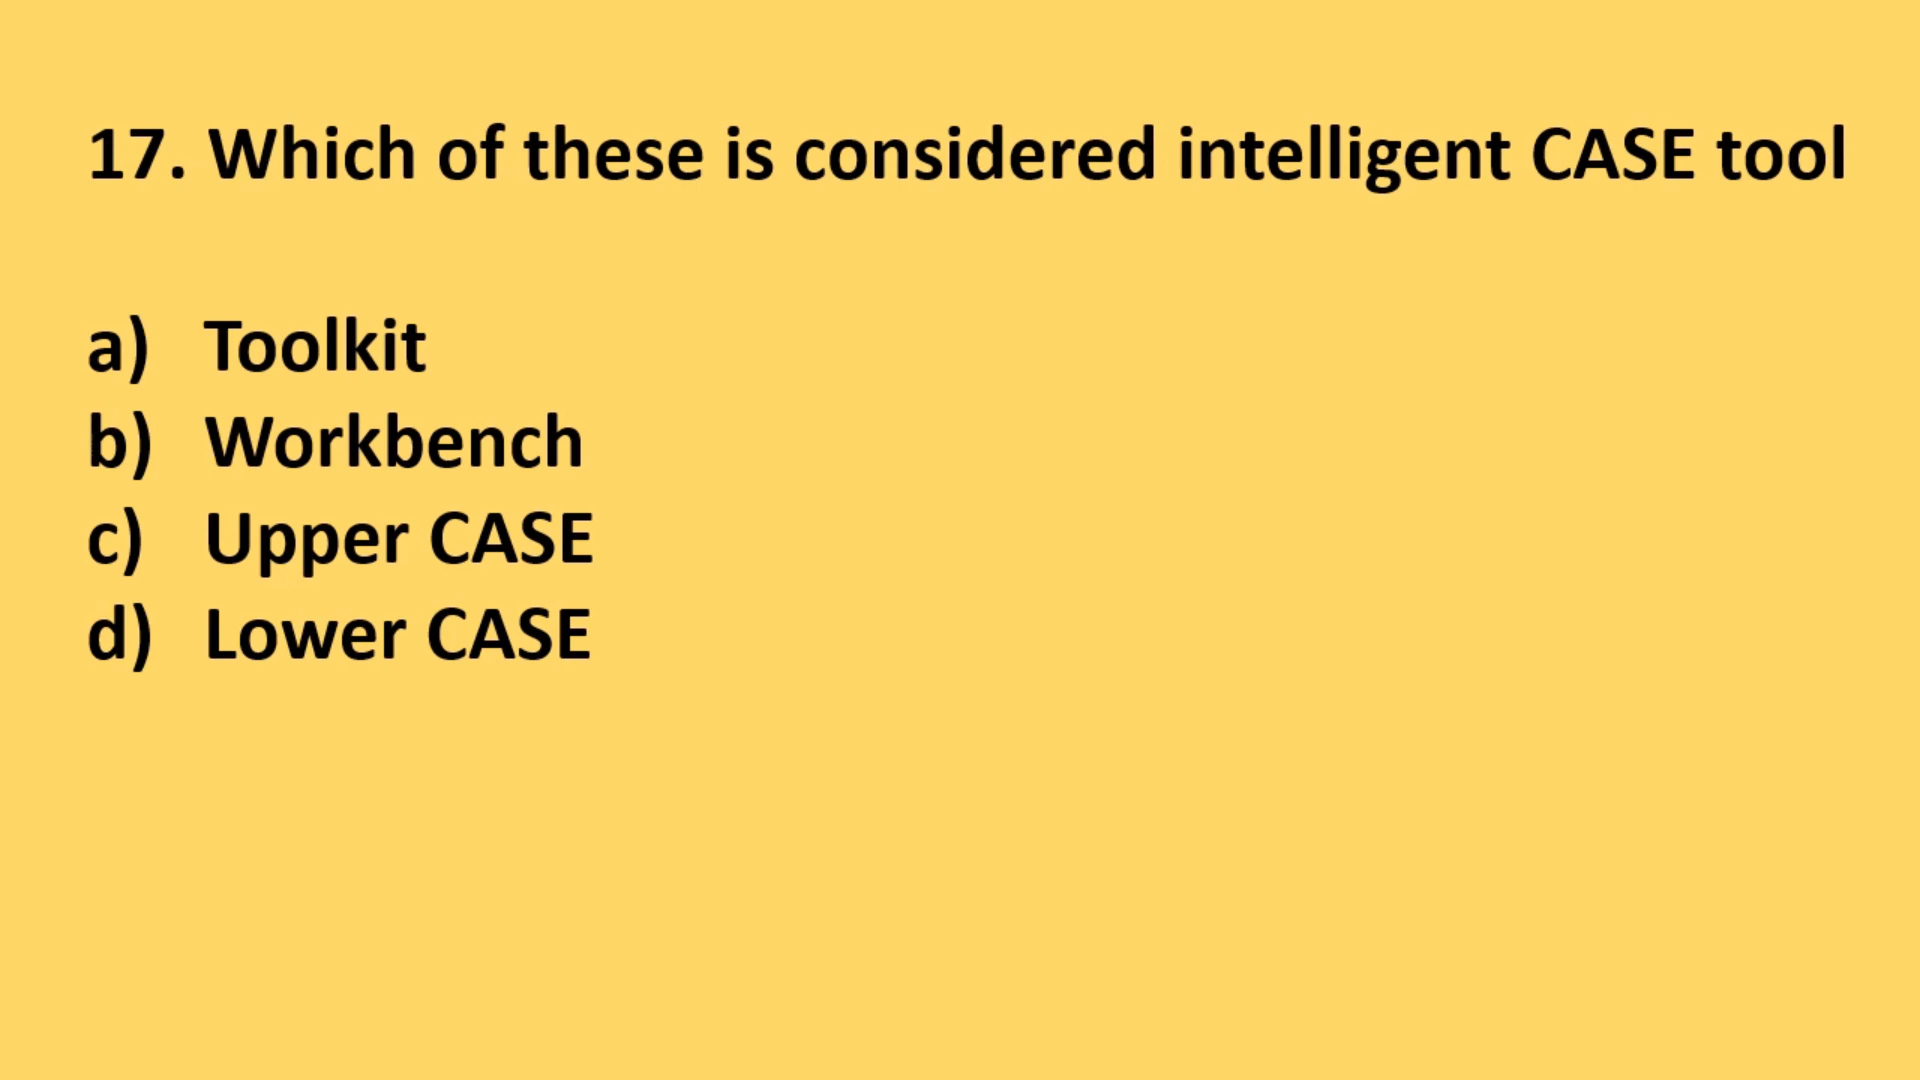 17. Which of these is considered intelligent CASE tool
a) Toolkit
b) Workbench
c) Upper CASE
d) Lower CASE